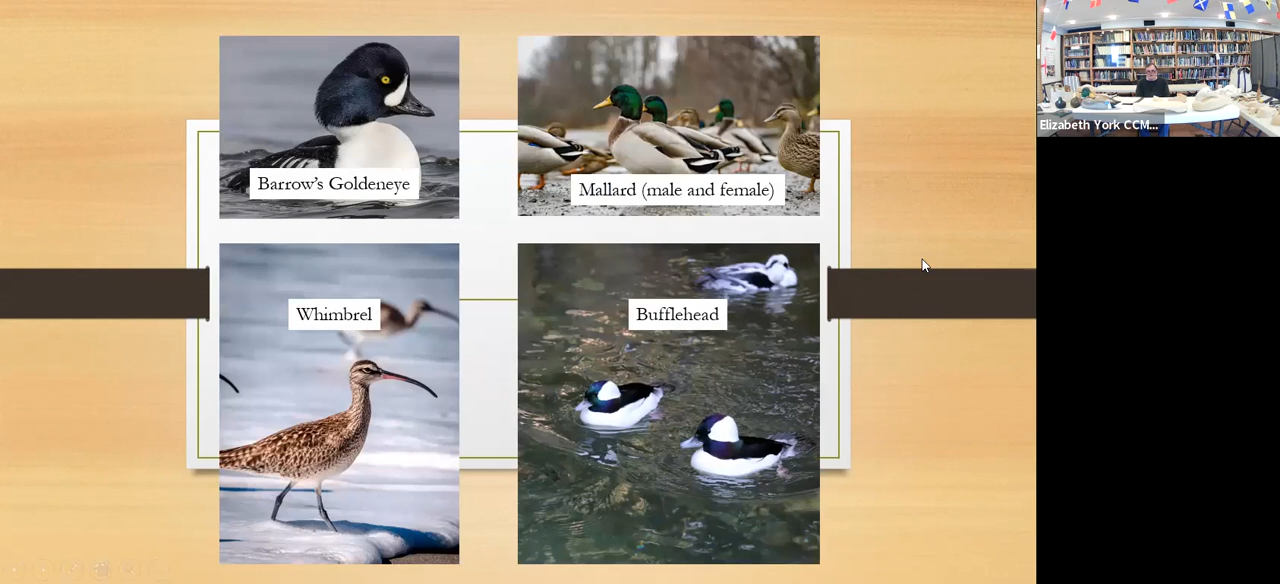 Barrow’s Goldeneye
Mallard (male and female)
Whimbrel
Bufflehead
Elizabeth York CCM...